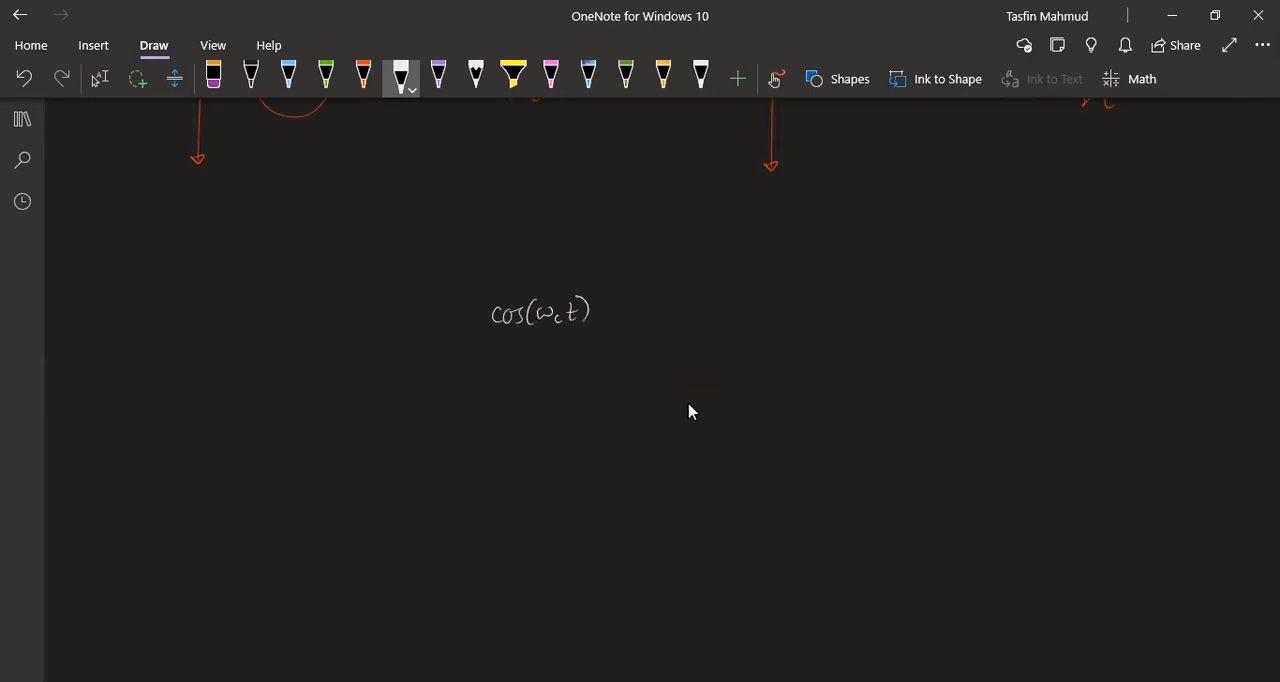 OneNote for Windows 10
Tasfin Mahmud
Home Insert Draw View Help
Share
Shapes Ink to Shape Ink to Text Math
cos(ω_c t)